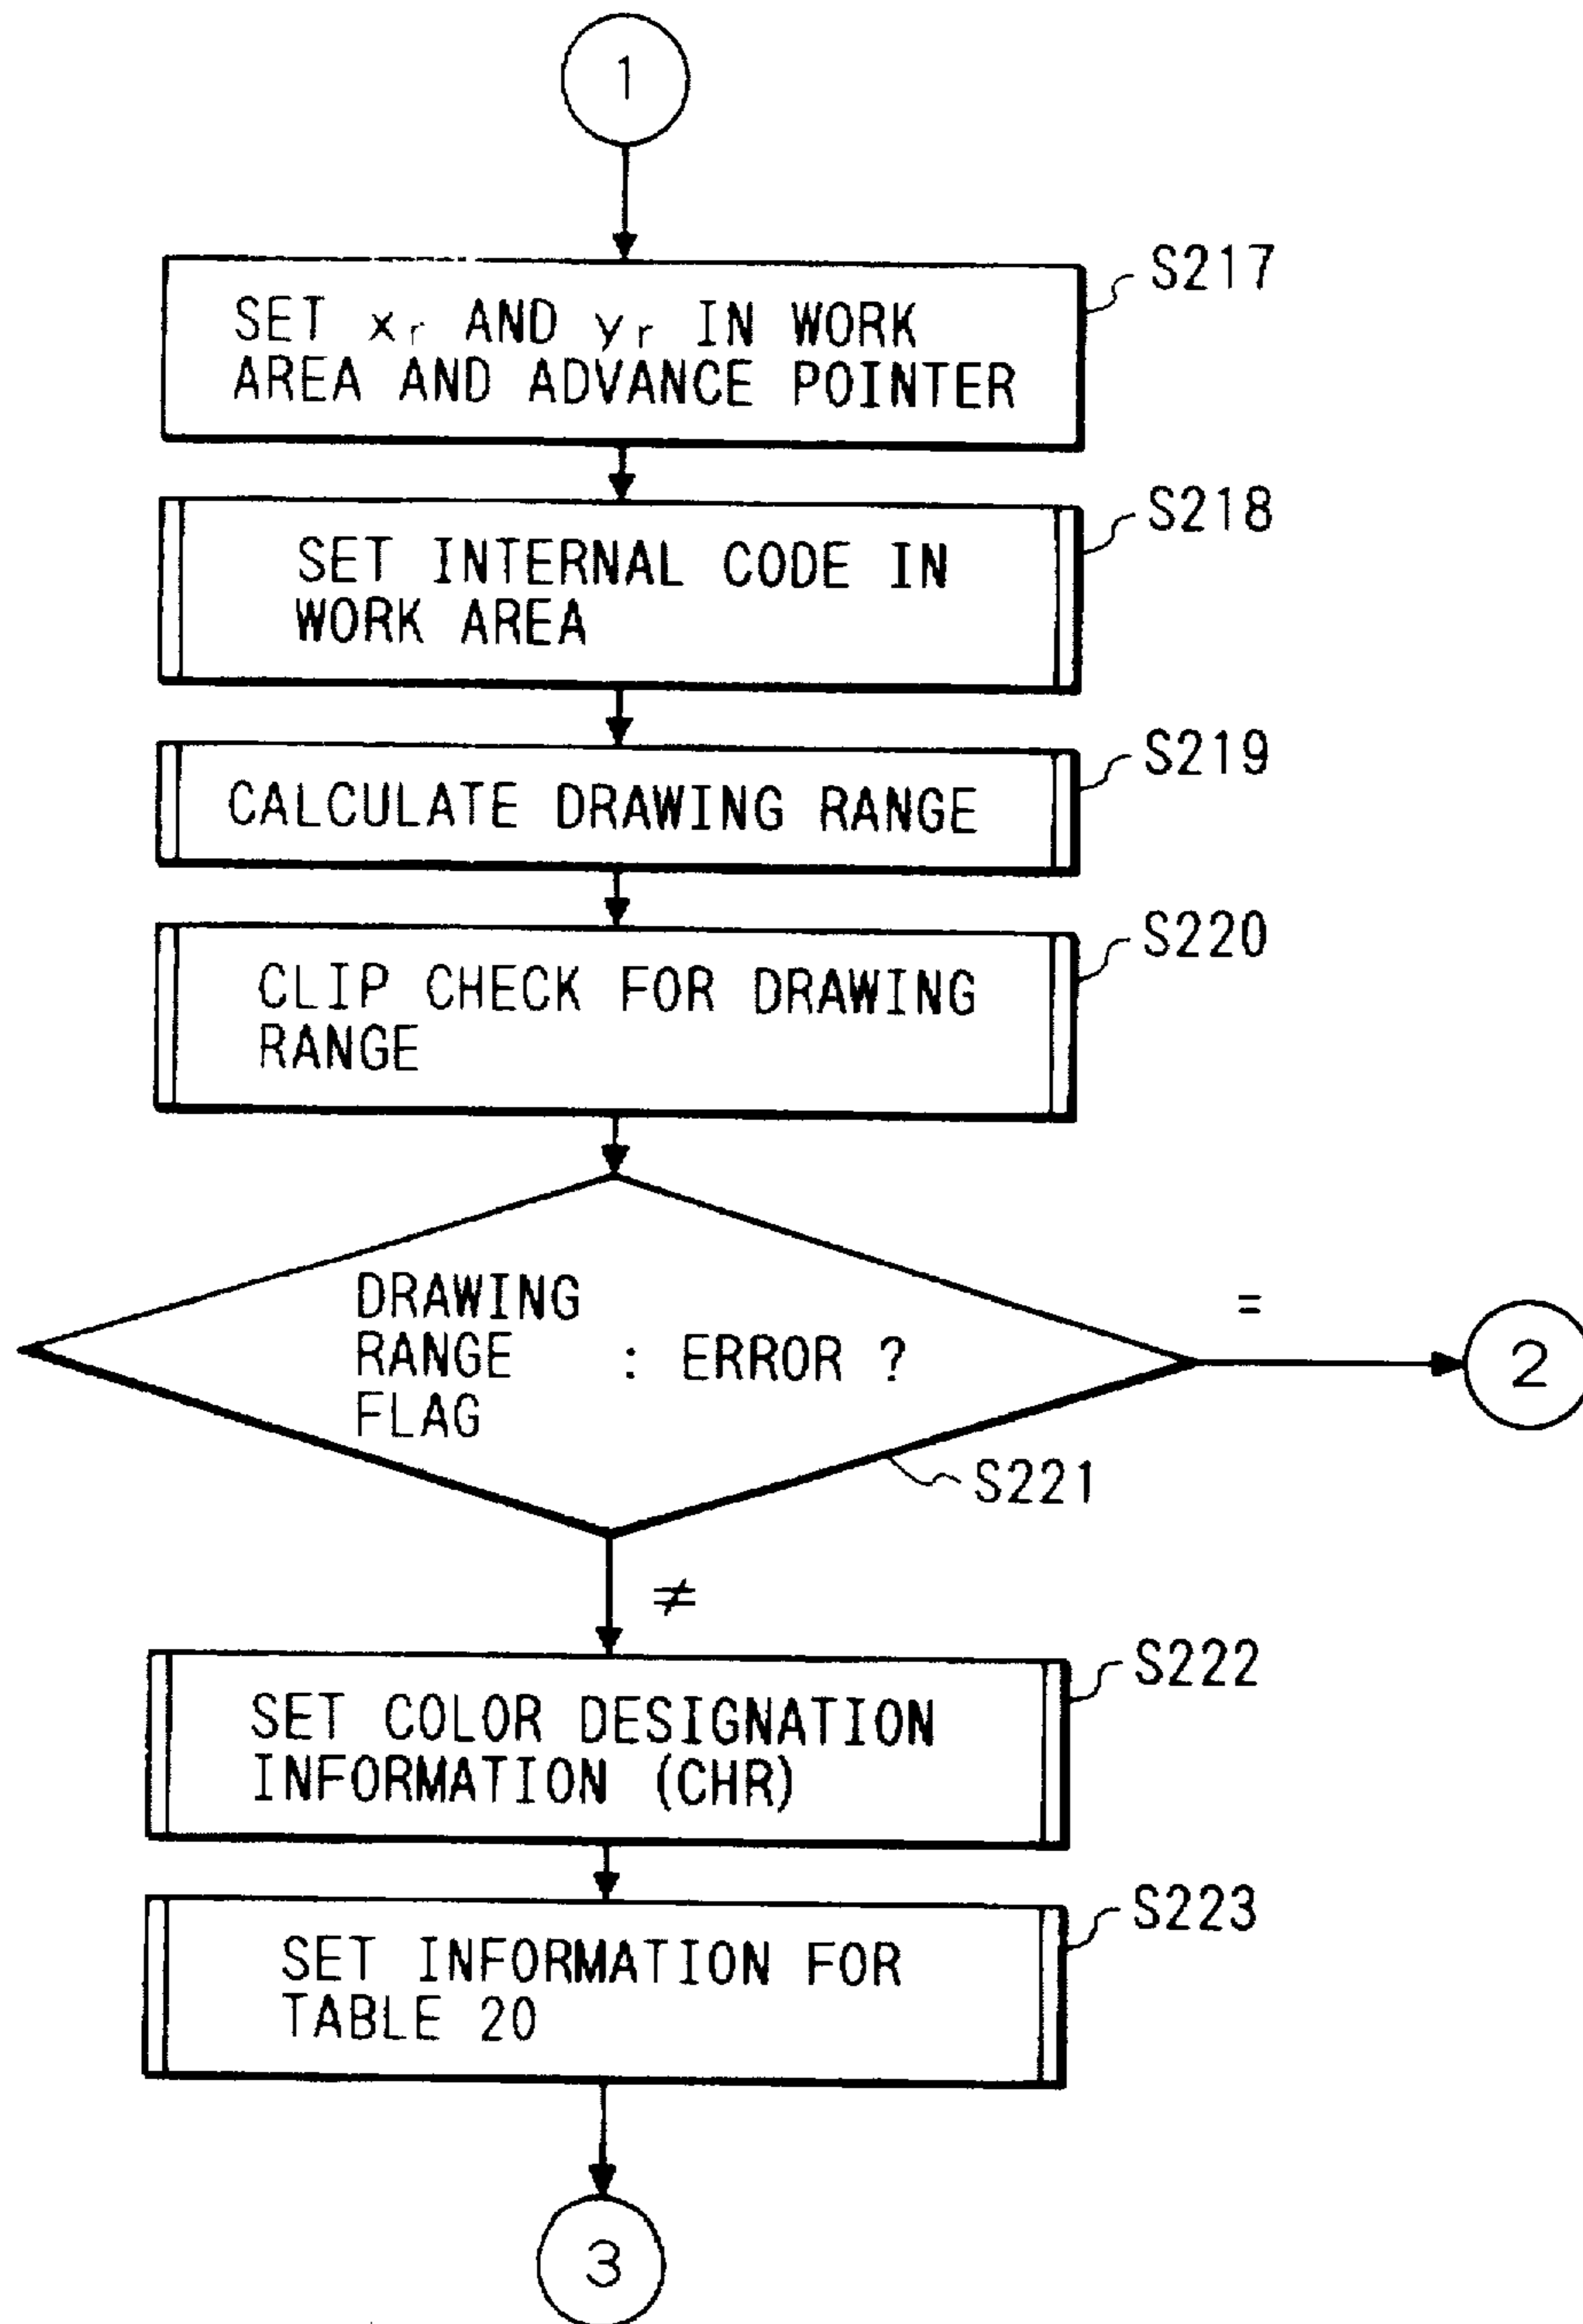 1
S217
SET xr AND yr IN WORK
AREA AND ADVANCE POINTER
S218
SET INTERNAL CODE IN
WORK AREA
S219
CALCULATE DRAWING RANGE
S220
CLIP CHECK FOR DRAWING
RANGE
DRAWING
RANGE : ERROR ?
FLAG
=
2
S221
≠
S222
SET COLOR DESIGNATION
INFORMATION (CHR)
S223
SET INFORMATION FOR
TABLE 20
3